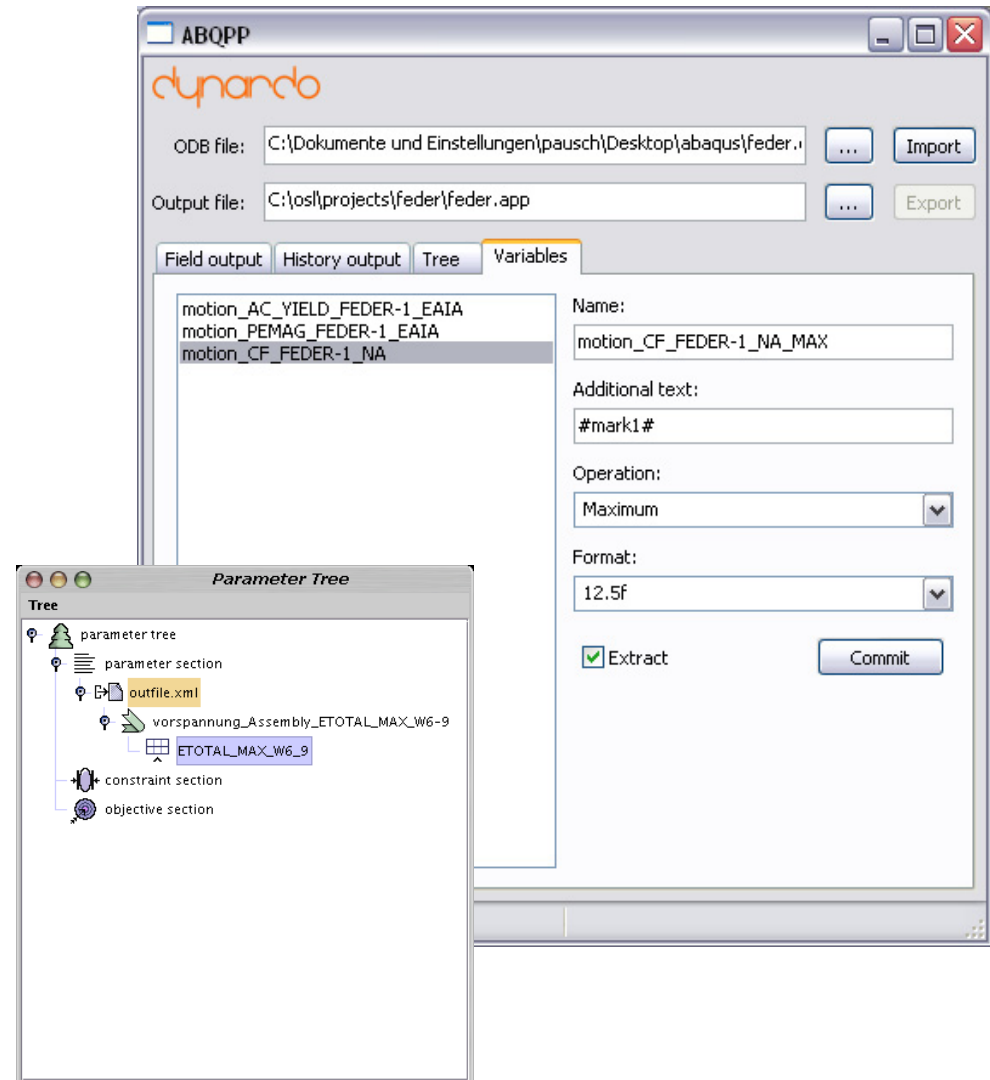 ABQPP
dynardo
ODB file:
C:\Dokumente und Einstellungen\pausch\Desktop\abaqus\feder.
...
Import
Output file:
C:\osl\projects\feder\feder.app
...
Export
Field output
History output
Tree
Variables
motion_AC_YIELD_FEDER-1_EAIA
motion_PEMAG_FEDER-1_EAIA
motion_CF_FEDER-1_NA
Name:
motion_CF_FEDER-1_NA_MAX
Additional text:
#mark1#
Operation:
Maximum
Format:
12.5f
Extract
Commit
Parameter Tree
Tree
parameter tree
parameter section
outfile.xml
vorspannung_Assembly_ETOTAL_MAX_W6-9
ETOTAL_MAX_W6_9
constraint section
objective section